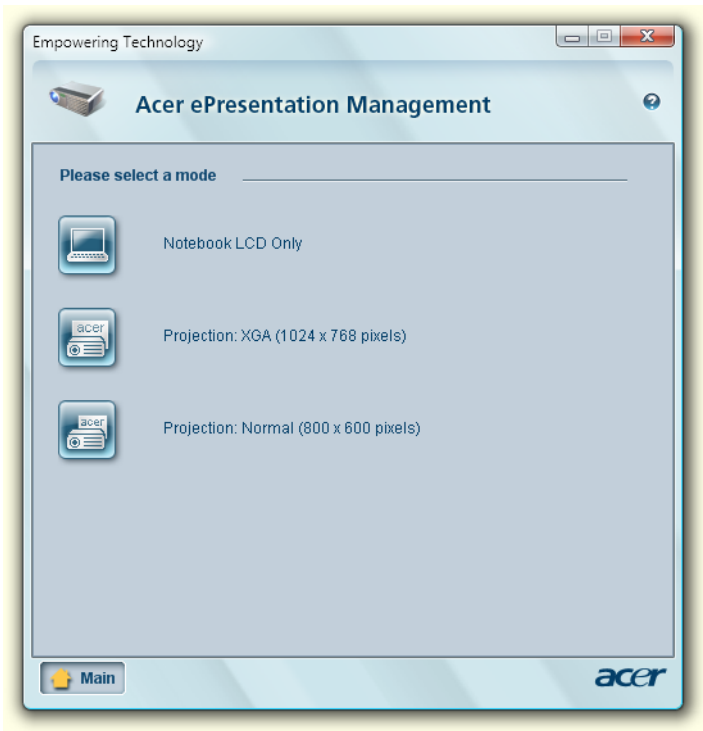 Empowering Technology
Acer ePresentation Management
Please select a mode
Notebook LCD Only
acer
Projection: XGA (1024 x 768 pixels)
acer
Projection: Normal (800 x 600 pixels)
Main
acer